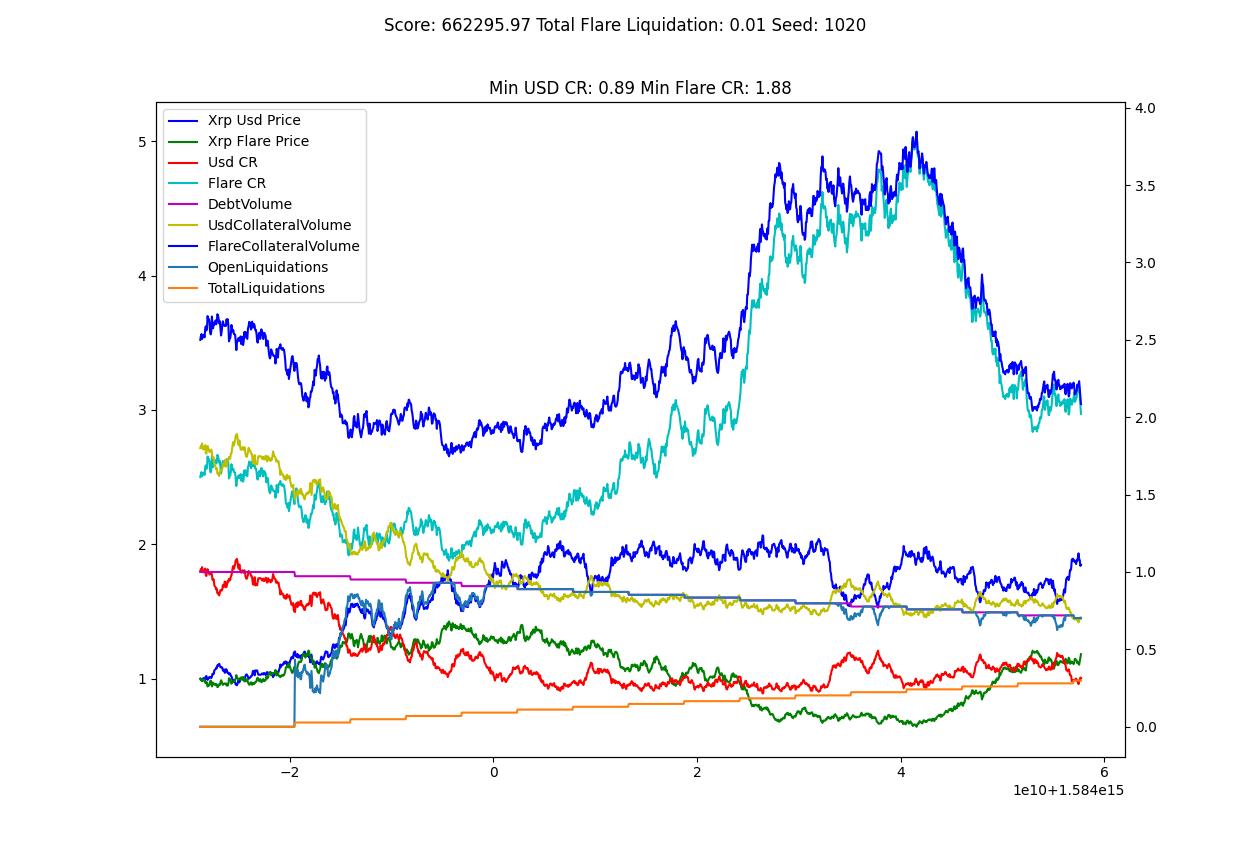 Score: 662295.97 Total Flare Liquidation: 0.01 Seed: 1020
Min USD CR: 0.89 Min Flare CR: 1.88
Xrp Usd Price
Xrp Flare Price
Usd CR
Flare CR
DebtVolume
UsdCollateralVolume
FlareCollateralVolume
OpenLiquidations
TotalLiquidations
5
4
3
2
1
4.0
3.5
3.0
2.5
2.0
1.5
1.0
0.5
0.0
−2 0 2 4 6
1e10+1.584e15